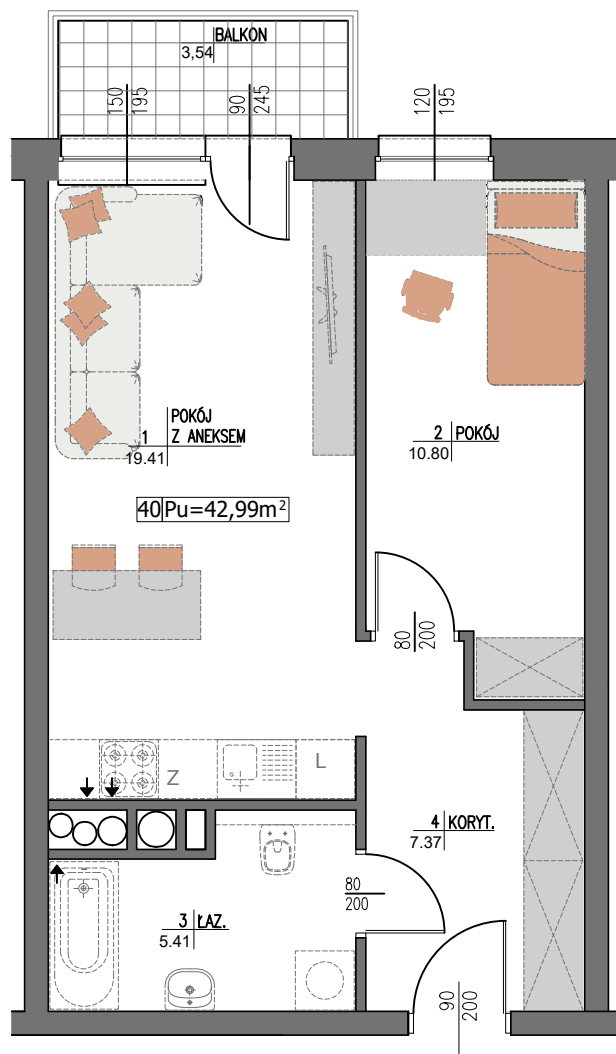 BALKON
3,54
150
195
90
245
120
195
POKÓJ
1 Z ANEKSEM
19.41
2 POKÓJ
10.80
40 Pu=42,99m²
80
200
Z
L
4 KORYT.
7.37
80
200
3 ŁAZ.
5.41
90
200